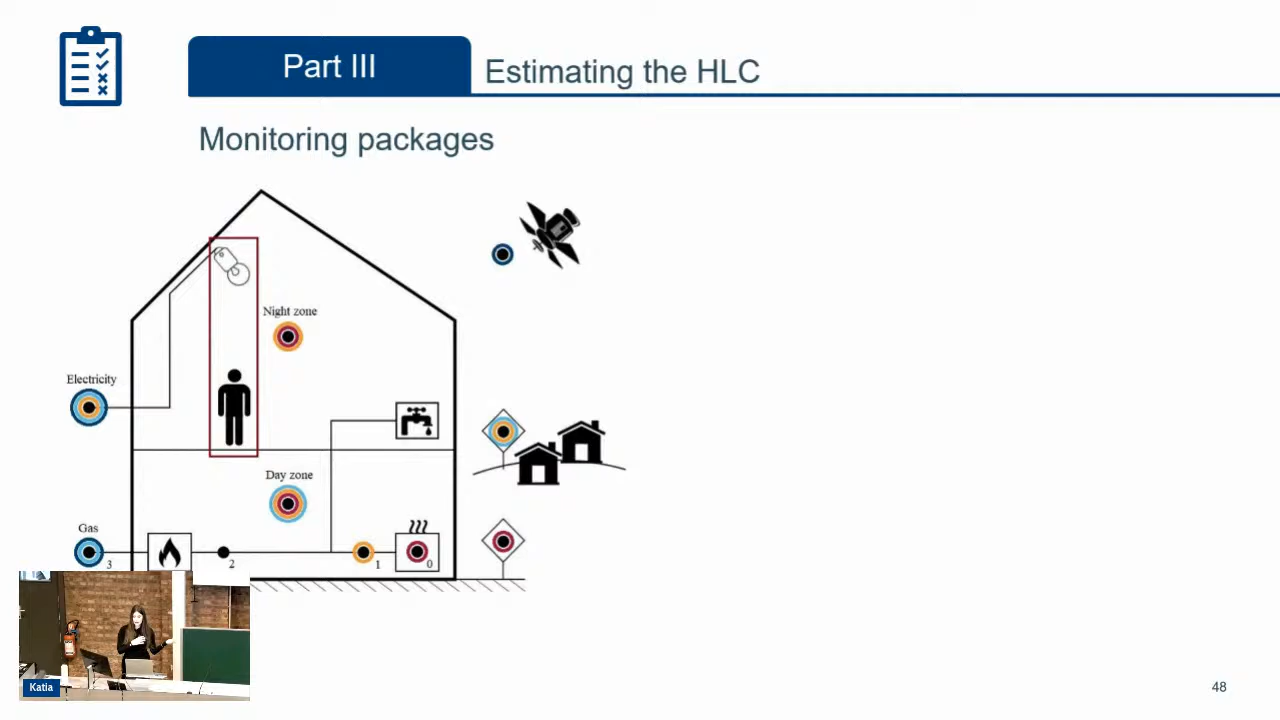 Part III
Estimating the HLC
Monitoring packages
Night zone
Electricity
Day zone
Gas
3
2
1
0
Katia
48